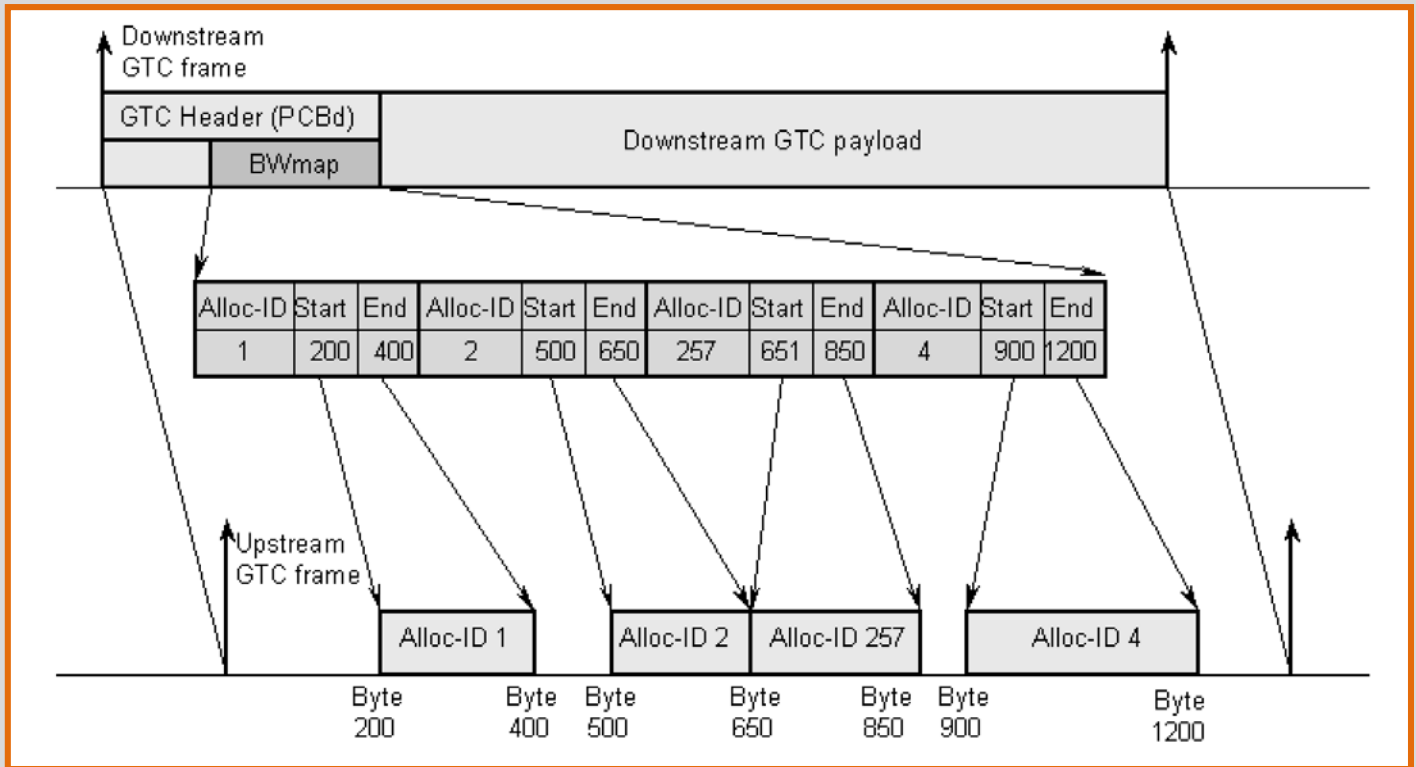 Downstream
GTC frame
GTC Header (PCBd)
Downstream GTC payload
BWmap
Alloc-ID Start End Alloc-ID Start End Alloc-ID Start End Alloc-ID Start End
1 200 400 2 500 650 257 651 850 4 900 1200
Upstream
GTC frame
Alloc-ID 1 Alloc-ID 2 Alloc-ID 257 Alloc-ID 4
Byte Byte Byte Byte Byte Byte Byte
200 400 500 650 850 900 1200